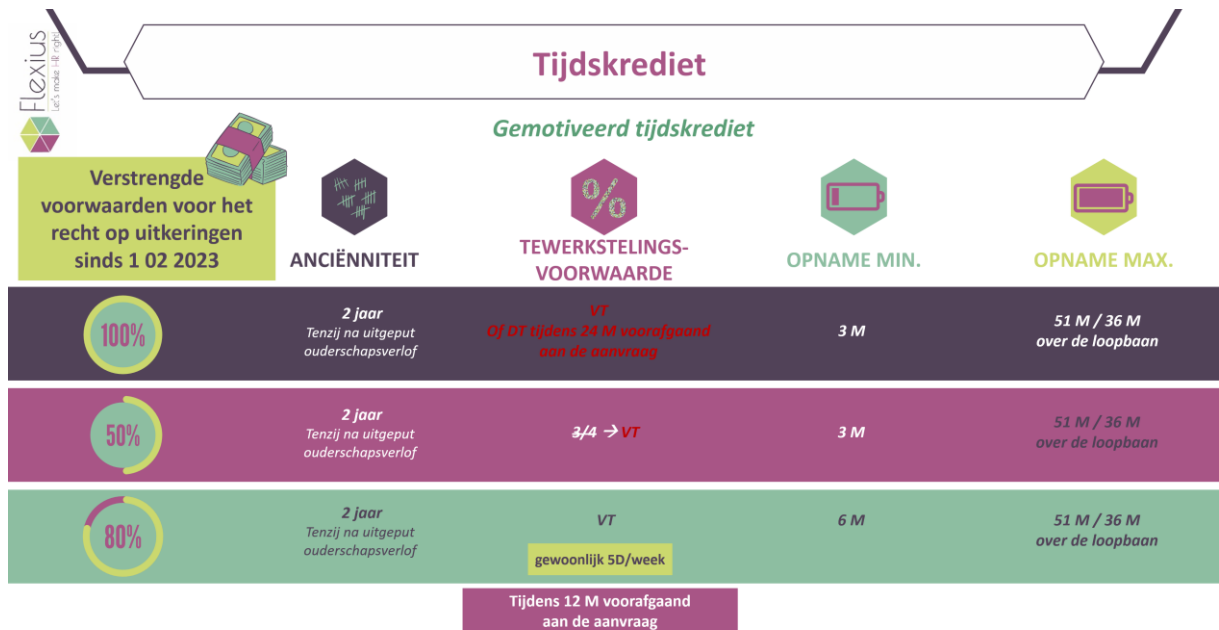 Flexius
Let's make HR right!
Tijdskrediet
Gemotiveerd tijdskrediet
Verstrengde
voorwaarden voor het
recht op uitkeringen
sinds 1 02 2023
ANCIËNNITEIT
%
TEWERKSTELINGS-
VOORWAARDE
OPNAME MIN.
OPNAME MAX.
100%
2 jaar
Tenzij na uitgeput
ouderschapsverlof
VT
Of DT tijdens 24 M voorafgaand
aan de aanvraag
3 M
51 M / 36 M
over de loopbaan
50%
2 jaar
Tenzij na uitgeput
ouderschapsverlof
3/4 → VT
3 M
51 M / 36 M
over de loopbaan
80%
2 jaar
Tenzij na uitgeput
ouderschapsverlof
VT
gewoonlijk 5D/week
6 M
51 M / 36 M
over de loopbaan
Tijdens 12 M voorafgaand
aan de aanvraag